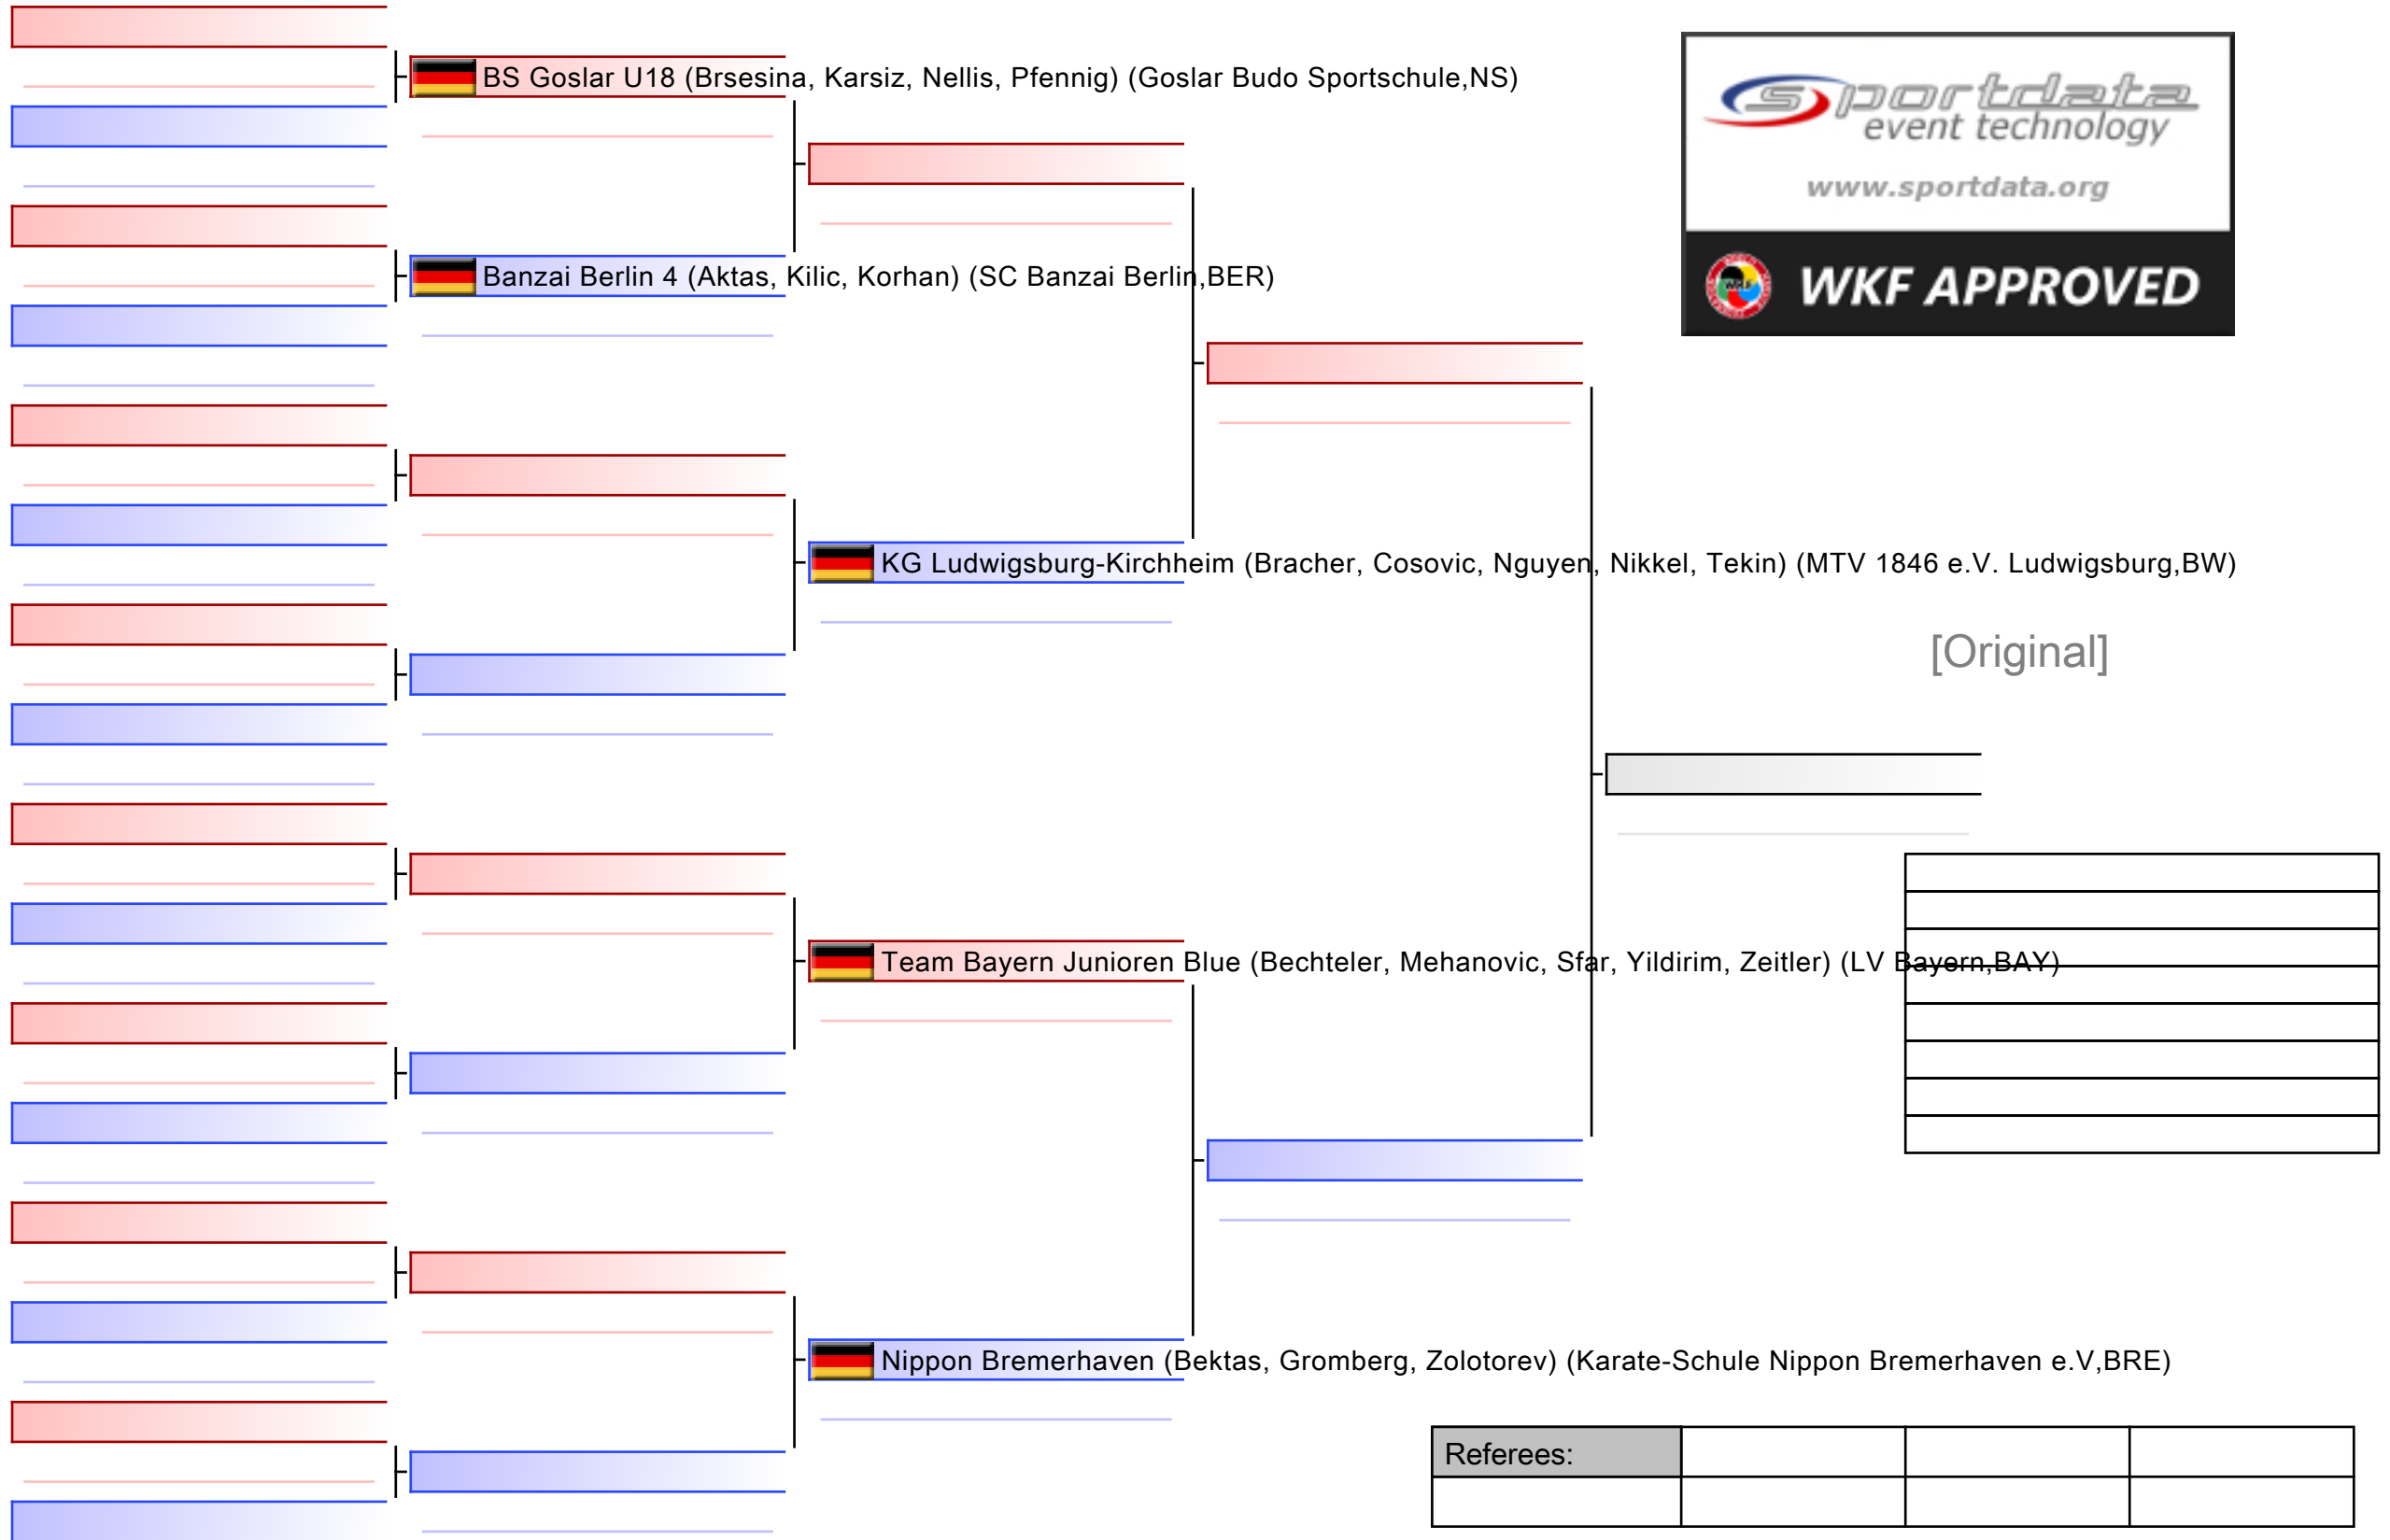 BS Goslar U18 (Brsesina, Karsiz, Nellis, Pfennig) (Goslar Budo Sportschule,NS)
sportdata
event technology
www.sportdata.org
Banzai Berlin 4 (Aktas, Kilic, Korhan) (SC Banzai Berlin,BER)
WKF APPROVED
KG Ludwigsburg-Kirchheim (Bracher, Cosovic, Nguyen, Nikkel, Tekin) (MTV 1846 e.V. Ludwigsburg,BW)
[Original]
Team Bayern Junioren Blue (Bechteler, Mehanovic, Sfar, Yildirim, Zeitler) (LV Bayern,BAY)
Nippon Bremerhaven (Bektas, Gromberg, Zolotorev) (Karate-Schule Nippon Bremerhaven e.V,BRE)
Referees: